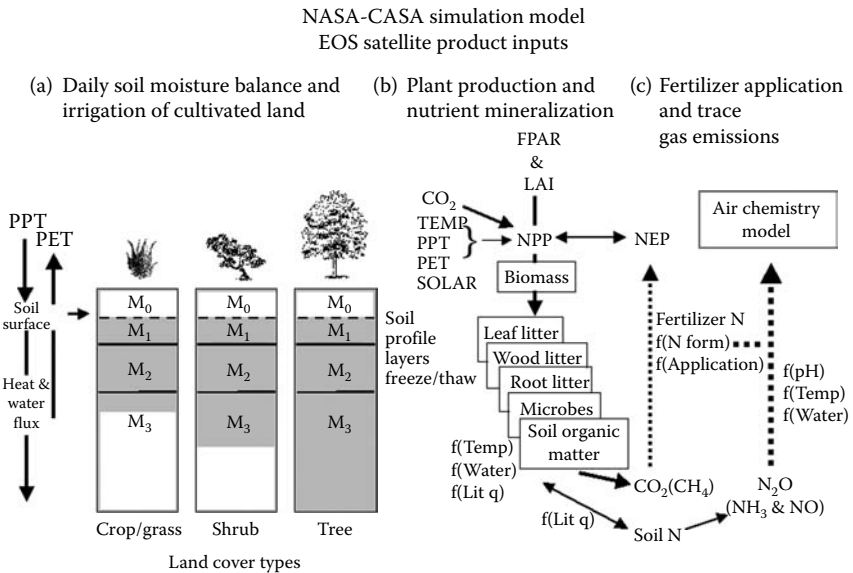 NASA-CASA simulation model
EOS satellite product inputs
(a) Daily soil moisture balance and
irrigation of cultivated land
(b) Plant production and
nutrient mineralization
(c) Fertilizer application
and trace
gas emissions
PPT
PET
Soil
surface
Heat &
water
flux
M₀
M₁
M₂
M₃
Crop/grass
M₀
M₁
M₂
M₃
Shrub
M₀
M₁
M₂
M₃
Tree
Land cover types
Soil
profile
layers
freeze/thaw
FPAR
&
LAI
CO₂
TEMP
PPT
PET
SOLAR
NPP
NEP
Biomass
Leaf litter
Wood litter
Root litter
Microbes
Soil organic
matter
f(Temp)
f(Water)
f(Lit q)
f(Lit q)
Soil N
CO₂(CH₄)
Air chemistry
model
Fertilizer N
f(N form)
f(Application)
f(pH)
f(Temp)
f(Water)
N₂O
(NH₃ & NO)